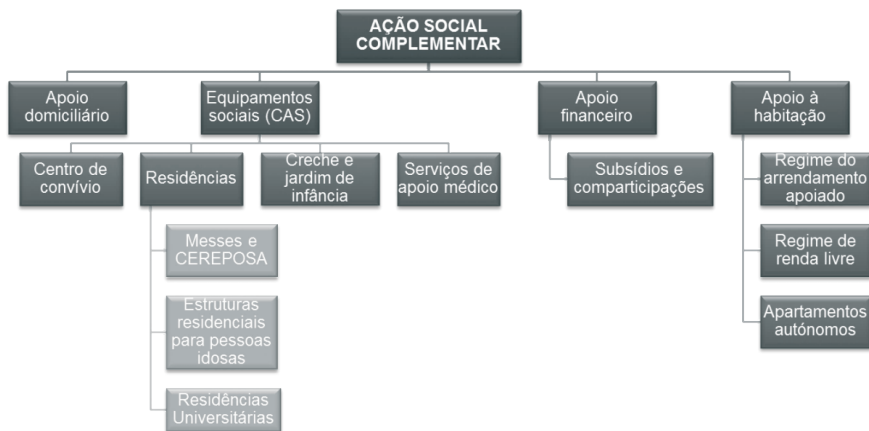 AÇÃO SOCIAL
COMPLEMENTAR
Apoio
domiciliário
Equipamentos
sociais (CAS)
Apoio
financeiro
Apoio à
habitação
Centro de
convívio
Residências
Creche e
jardim de
infância
Serviços de
apoio médico
Subsídios e
comparticipações
Regime do
arrendamento
apoiado
Messes e
CEREPOSA
Regime de
renda livre
Estruturas
residenciais
para pessoas
idosas
Apartamentos
autónomos
Residências
Universitárias